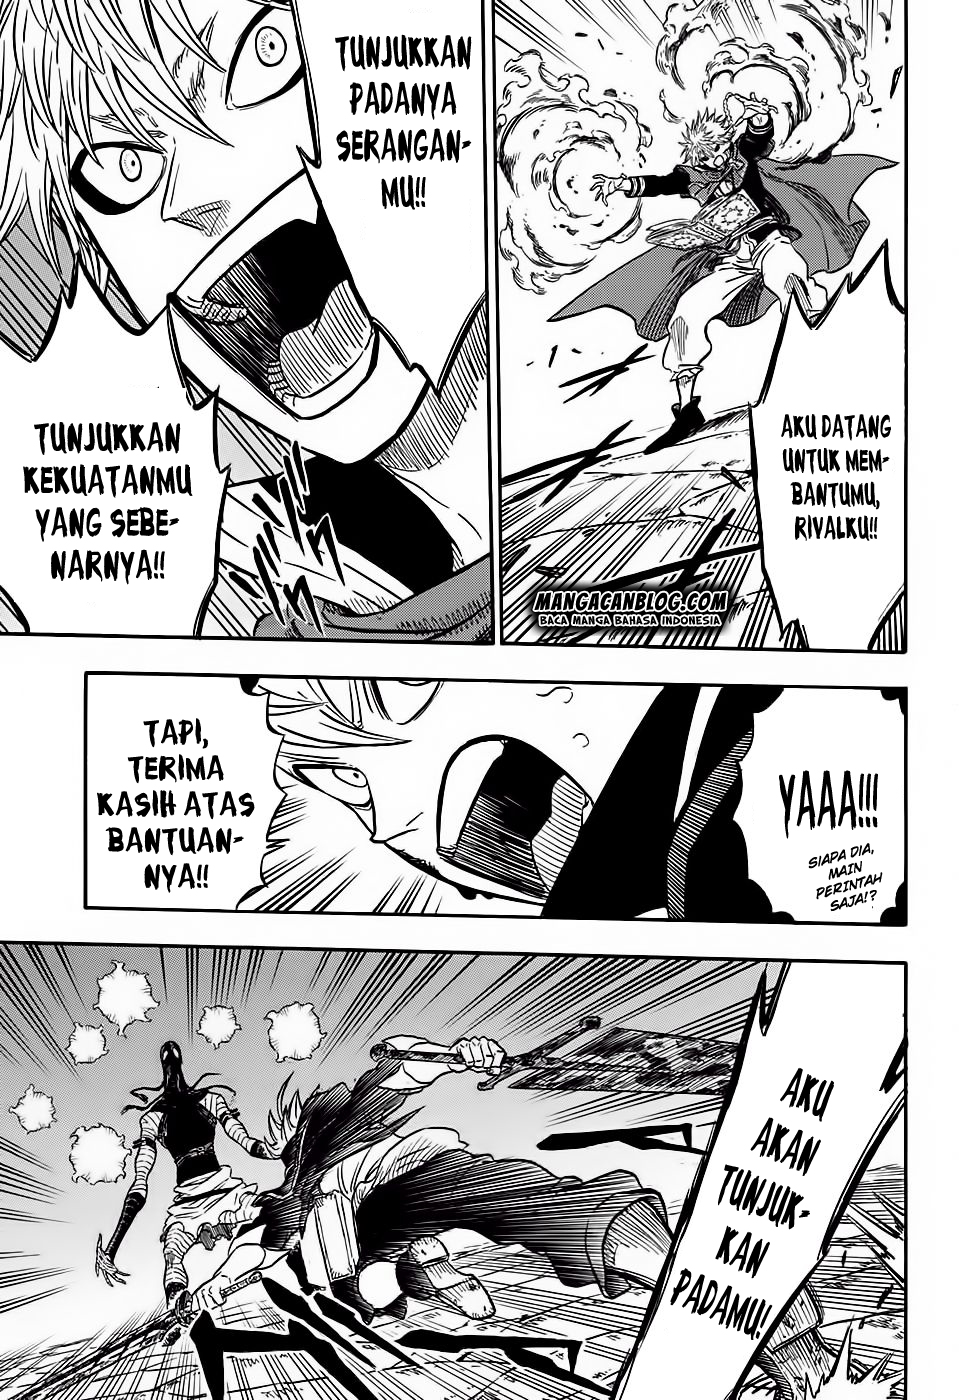 AKU DATANG
UNTUK MEM-
BANTUMU,
RIVALKU!!
MANGACANBLOG.COM
BACA MANGA BAHASA INDONESIA
TUNJUKKAN
PADANYA
SERANGAN-
MU!!
TUNJUKKAN
KEKUATANMU
YANG SEBE-
NARNYA!!
YAAA!!!
SIAPA DIA,
MAIN
PERINTAH
SAJA!?
TAPI,
TERIMA
KASIH ATAS
BANTUAN-
NYA!!
AKU
AKAN
TUNJUK-
KAN
PADAMU!